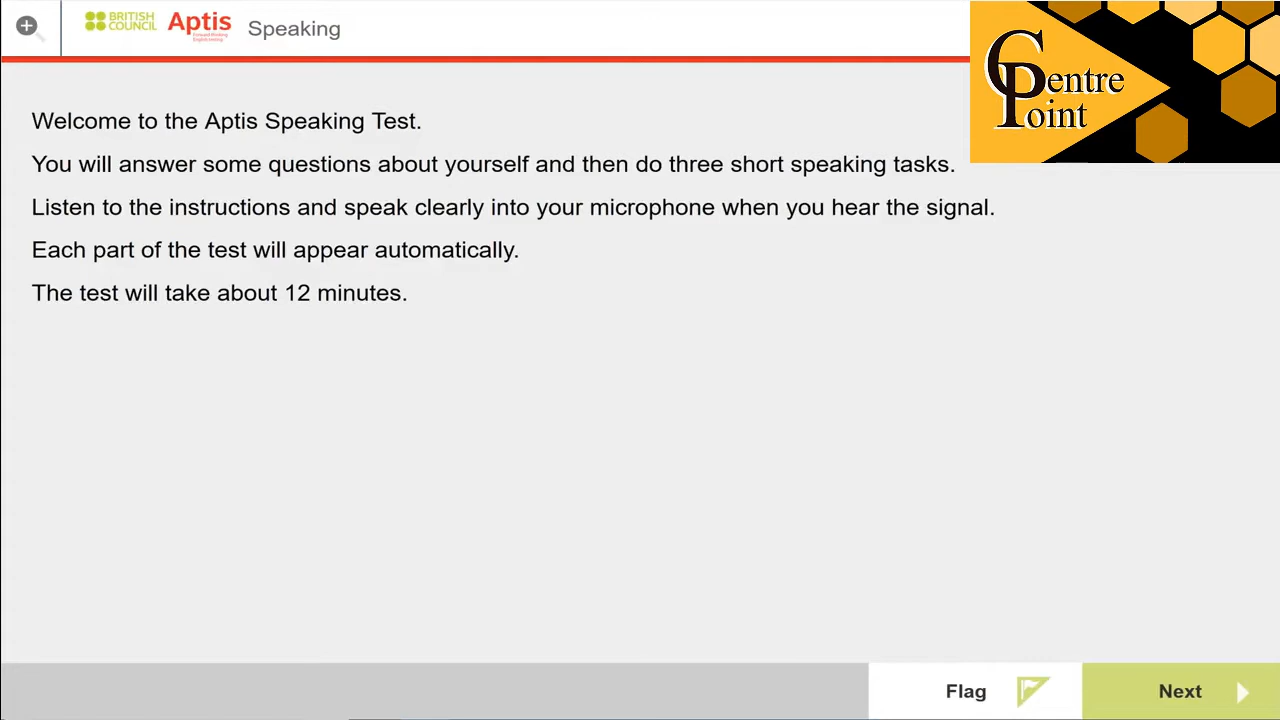 BRITISH
COUNCIL
Aptis
Speaking
Centre
Point
Welcome to the Aptis Speaking Test.
You will answer some questions about yourself and then do three short speaking tasks.
Listen to the instructions and speak clearly into your microphone when you hear the signal.
Each part of the test will appear automatically.
The test will take about 12 minutes.
Flag
Next